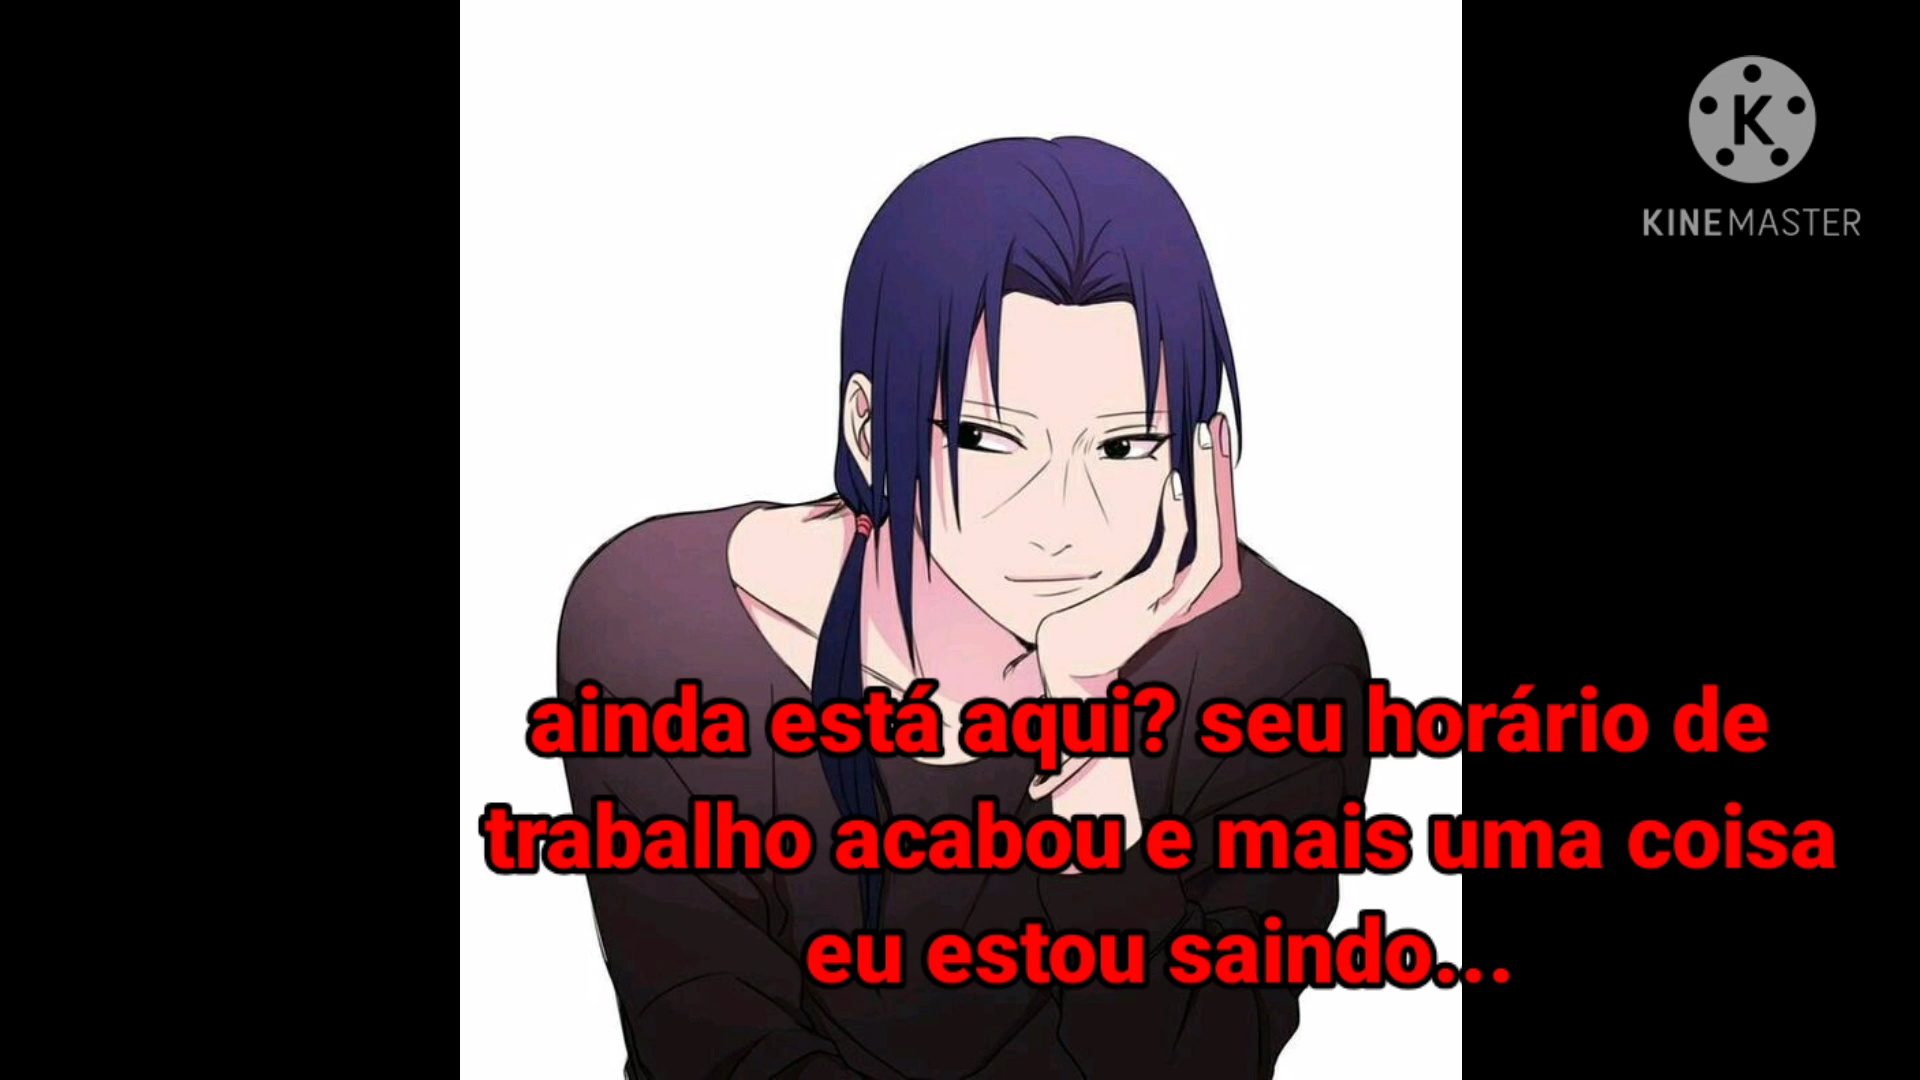 K
KINEMASTER
ainda está aqui? seu horário de
trabalho acabou e mais uma coisa
eu estou saindo...